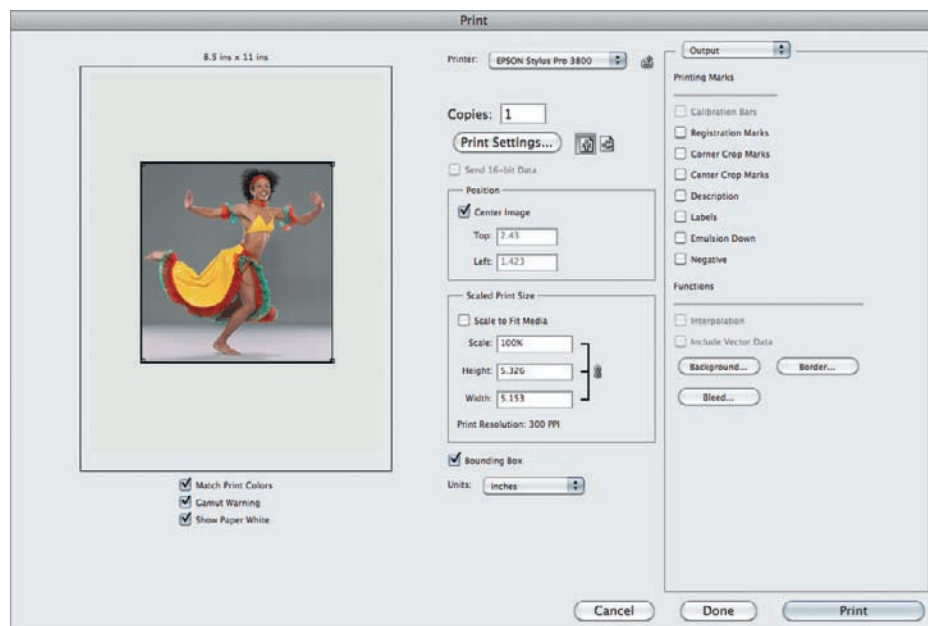 Print
8.5 ins x 11 ins
Match Print Colors
Gamut Warning
Show Paper White
Printer: EPSON Stylus Pro 3800
Copies: 1
Print Settings...
Send 16-bit Data
Position
Center Image
Top: 2.43
Left: 1.423
Scaled Print Size
Scale to Fit Media
Scale: 100%
Height: 5.326
Width: 5.153
Print Resolution: 300 PPI
Bounding Box
Units: inches
Output
Printing Marks
Calibration Bars
Registration Marks
Corner Crop Marks
Center Crop Marks
Description
Labels
Emulsion Down
Negative
Functions
Interpolation
Include Vector Data
Background... Border...
Bleed...
Cancel Done Print